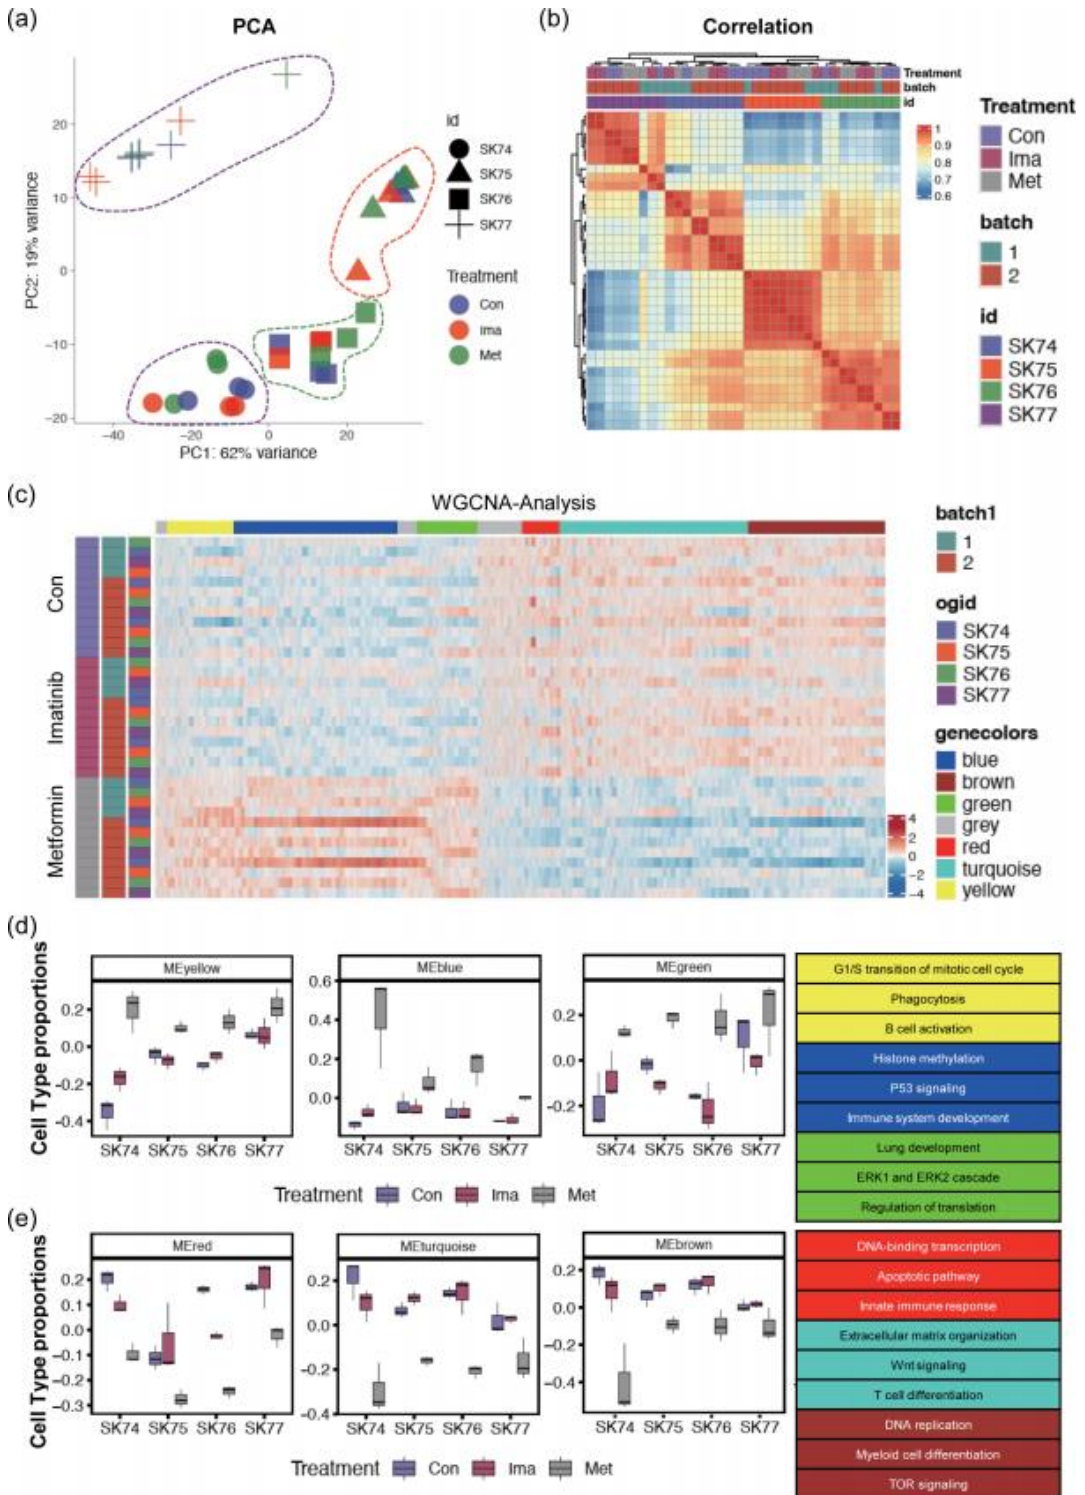 (a)
PCA
20
10
0
−10
−20
PC2: 19% variance
−40
−20
0
20
PC1: 62% variance
id
SK74
SK75
SK76
SK77
Treatment
Con
Ima
Met
(b)
Correlation
Treatment
batch
id
1
0.9
0.8
0.7
0.6
Treatment
Con
Ima
Met
batch
1
2
id
SK74
SK75
SK76
SK77
(c)
WGCNA-Analysis
Con
Imatinib
Metformin
4
2
0
−2
−4
batch1
1
2
ogid
SK74
SK75
SK76
SK77
genecolors
blue
brown
green
grey
red
turquoise
yellow
(d)
Cell Type proportions
MEyellow
0.2
0.0
−0.2
−0.4
SK74 SK75 SK76 SK77
MEblue
0.6
0.4
0.2
0.0
SK74 SK75 SK76 SK77
MEgreen
0.2
0.0
−0.2
SK74 SK75 SK76 SK77
Treatment Con Ima Met
G1/S transition of mitotic cell cycle
Phagocytosis
B cell activation
Histone methylation
P53 signaling
Immune system development
Lung development
ERK1 and ERK2 cascade
Regulation of translation
(e)
Cell Type proportions
MEred
0.2
0.1
0.0
−0.1
−0.2
−0.3
SK74 SK75 SK76 SK77
MEturquoise
0.2
0.0
−0.2
−0.4
SK74 SK75 SK76 SK77
MEbrown
0.2
0.0
−0.2
−0.4
SK74 SK75 SK76 SK77
Treatment Con Ima Met
DNA-binding transcription
Apoptotic pathway
Innate immune response
Extracellular matrix organization
Wnt signaling
T cell differentiation
DNA replication
Myeloid cell differentiation
TOR signaling